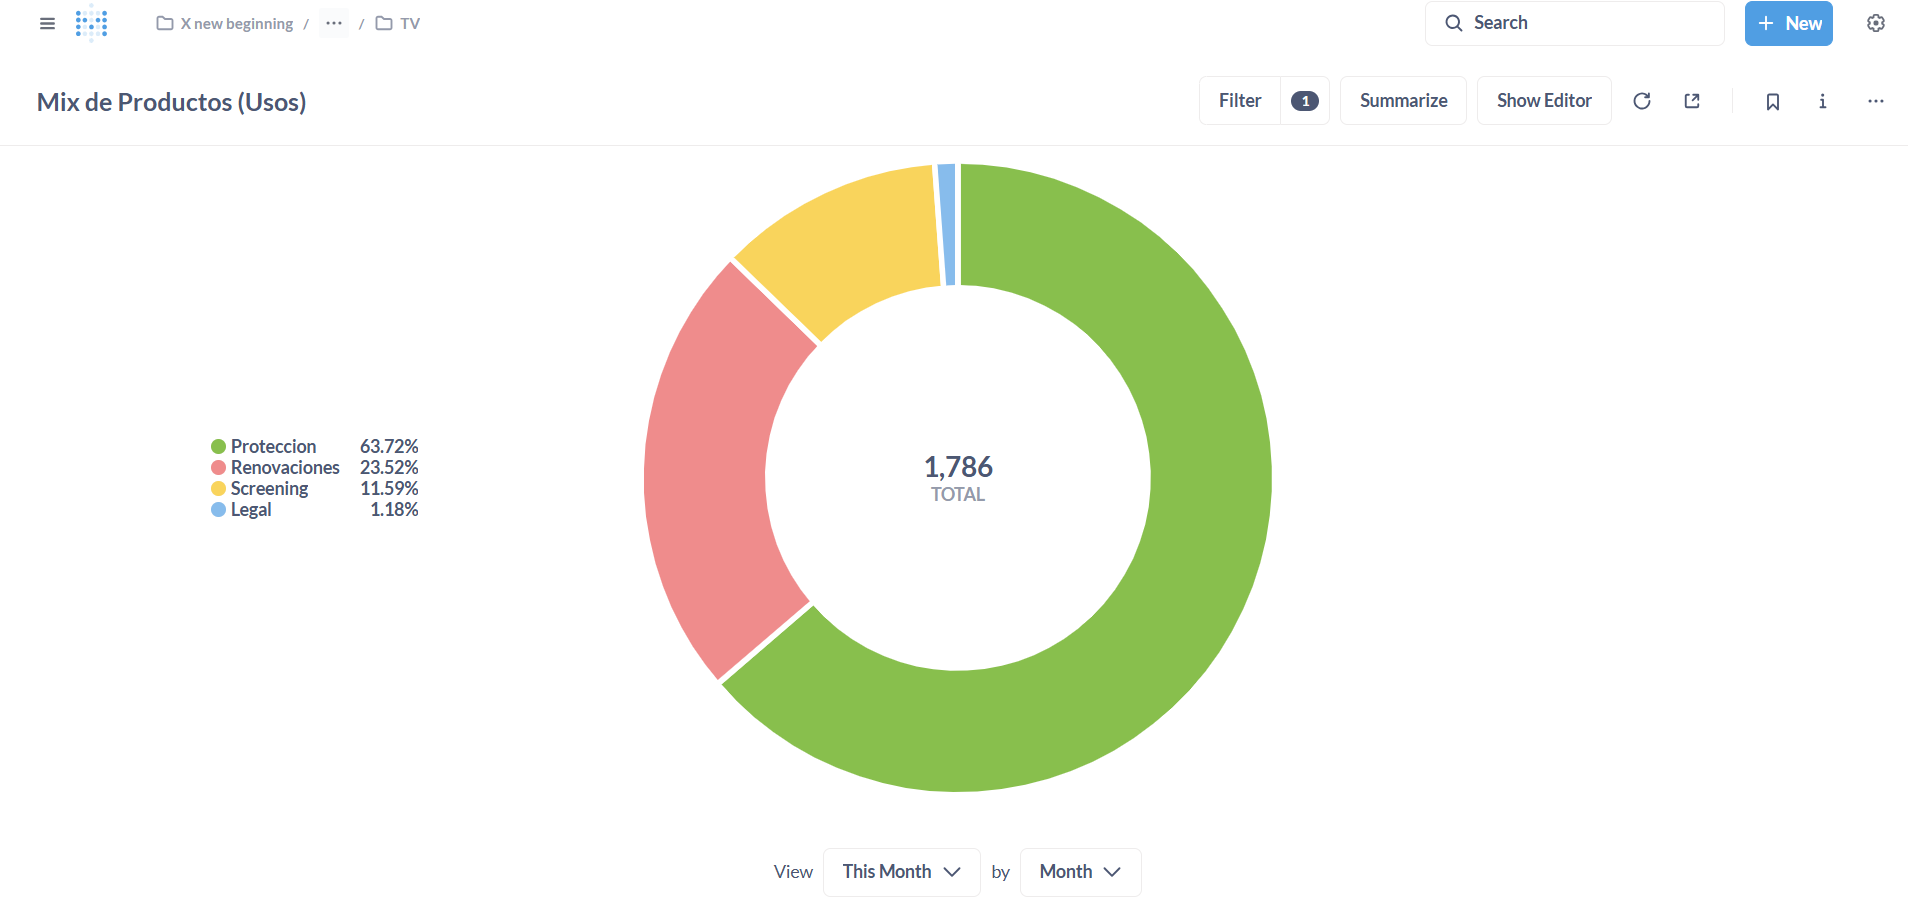 X new beginning / ... / TV
Search
+ New
Mix de Productos (Usos)
Filter 1 Summarize Show Editor
Proteccion 63.72%
Renovaciones 23.52%
Screening 11.59%
Legal 1.18%
1,786
TOTAL
View This Month by Month